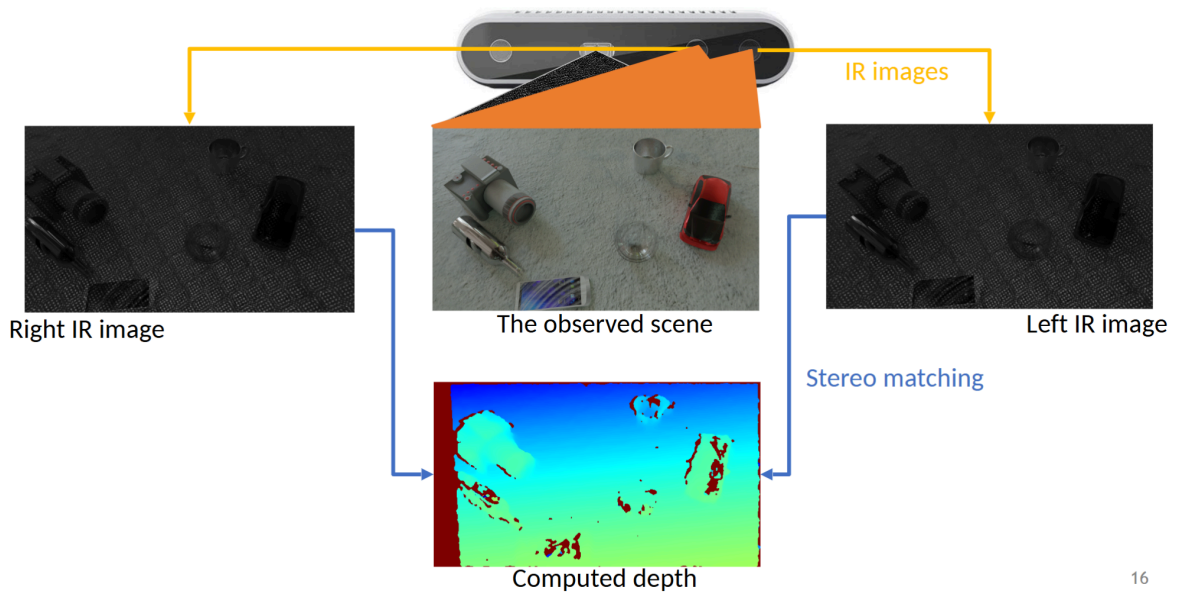 IR images
Right IR image
The observed scene
Left IR image
Stereo matching
Computed depth
16